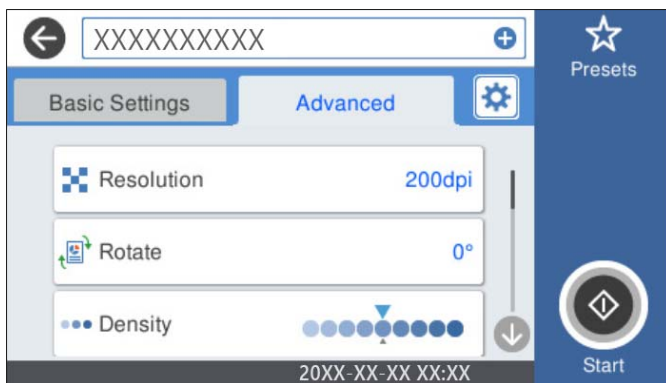 XXXXXXXXXX
Presets
Basic Settings
Advanced
Resolution 200dpi
Rotate 0°
Density
20XX-XX-XX XX:XX
Start